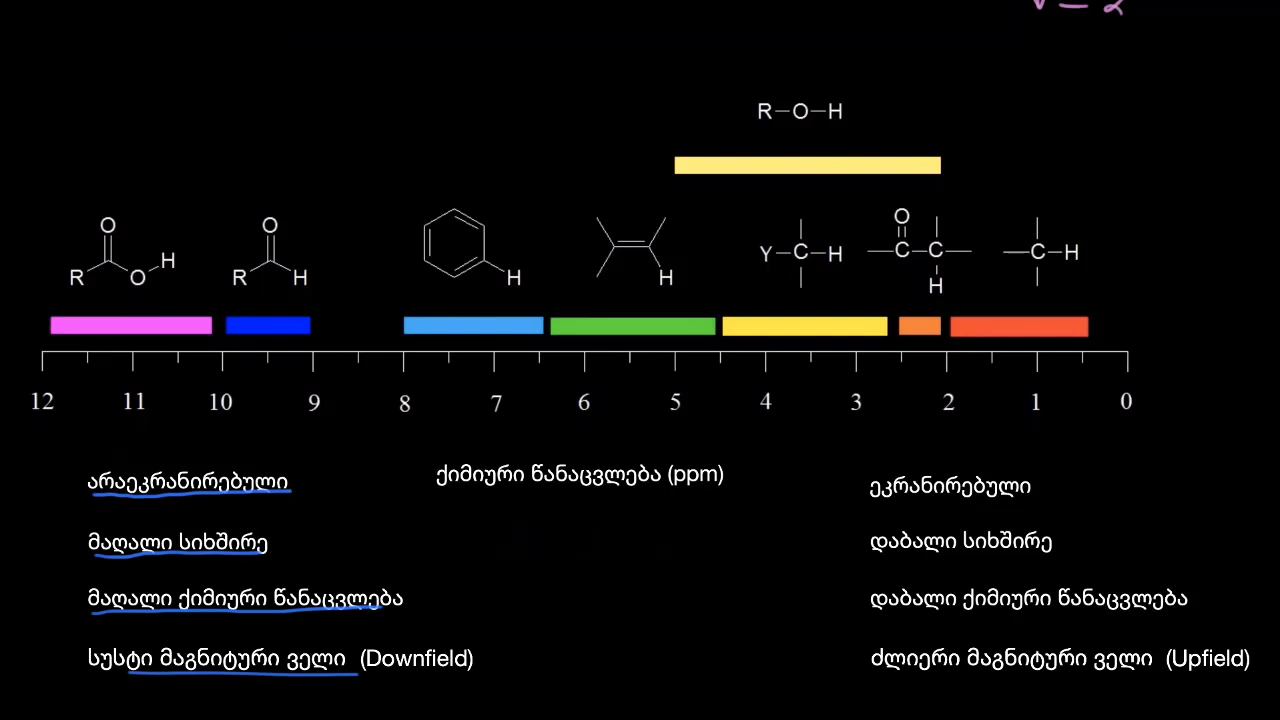 R-O-H
O O O
R O H R H H H Y-C-H C C C-H
H
12 11 10 9 8 7 6 5 4 3 2 1 0
არაეკრანირებული ქიმიური წანაცვლება (ppm) ეკრანირებული
მაღალი სიხშირე დაბალი სიხშირე
მაღალი ქიმიური წანაცვლება დაბალი ქიმიური წანაცვლება
სუსტი მაგნიტური ველი (Downfield) ძლიერი მაგნიტური ველი (Upfield)